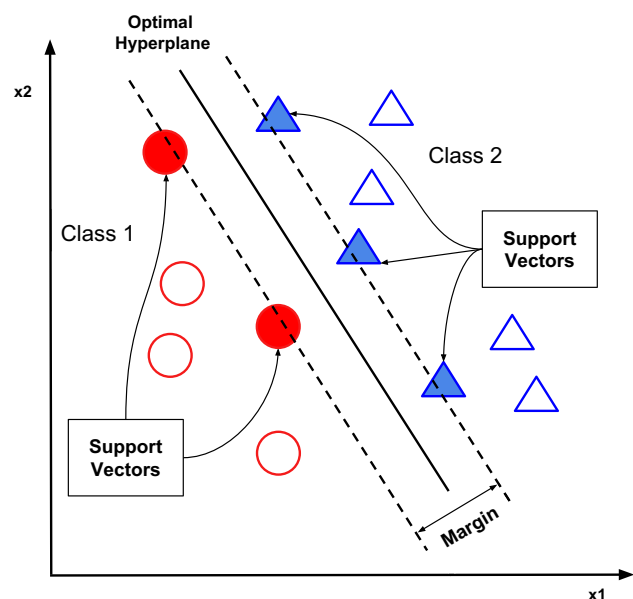 Optimal
Hyperplane
x2
Class 2
Class 1
Support
Vectors
Support
Vectors
Margin
x1